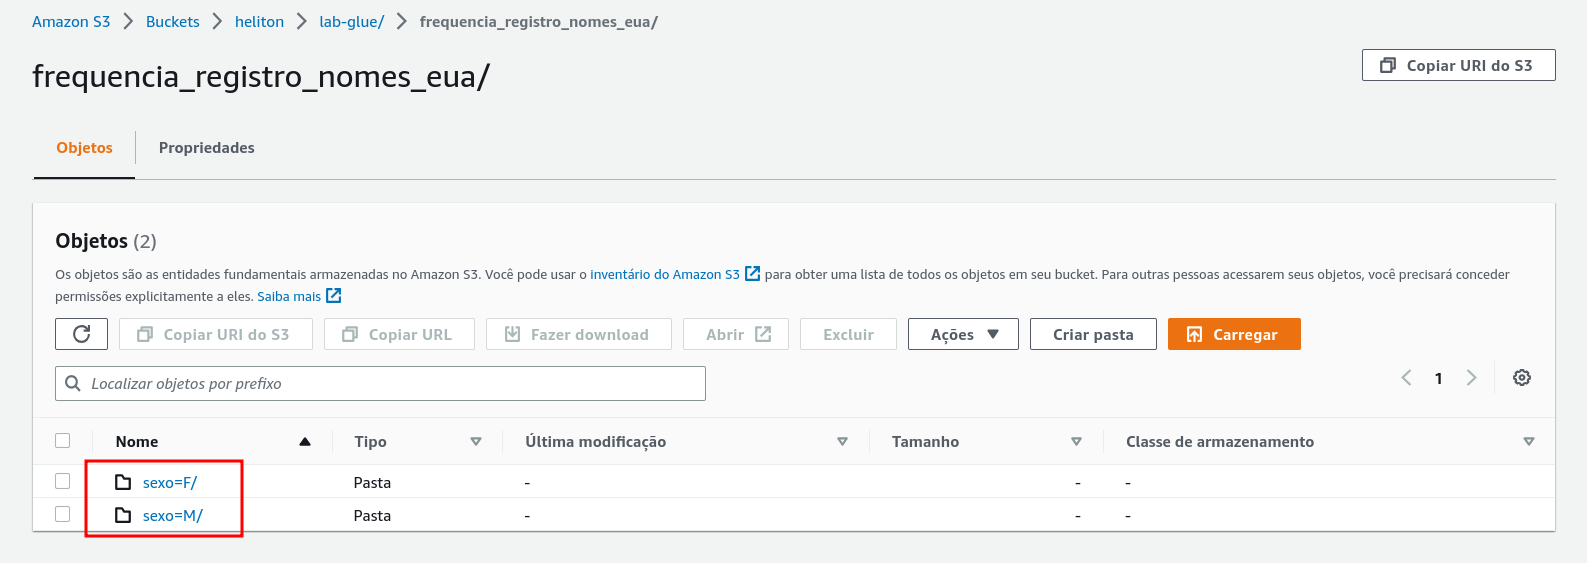 Amazon S3 > Buckets > heliton > lab-glue/ > frequencia_registro_nomes_eua/
frequencia_registro_nomes_eua/
Copiar URI do S3
Objetos Propriedades
Objetos (2)
Os objetos são as entidades fundamentais armazenadas no Amazon S3. Você pode usar o inventário do Amazon S3 para obter uma lista de todos os objetos em seu bucket. Para outras pessoas acessarem seus objetos, você precisará conceder
permissões explicitamente a eles. Saiba mais
Copiar URI do S3 Copiar URL Fazer download Abrir Excluir Ações Criar pasta Carregar
Localizar objetos por prefixo
1
Nome Tipo Última modificação Tamanho Classe de armazenamento
sexo=F/ Pasta - - -
sexo=M/ Pasta - - -